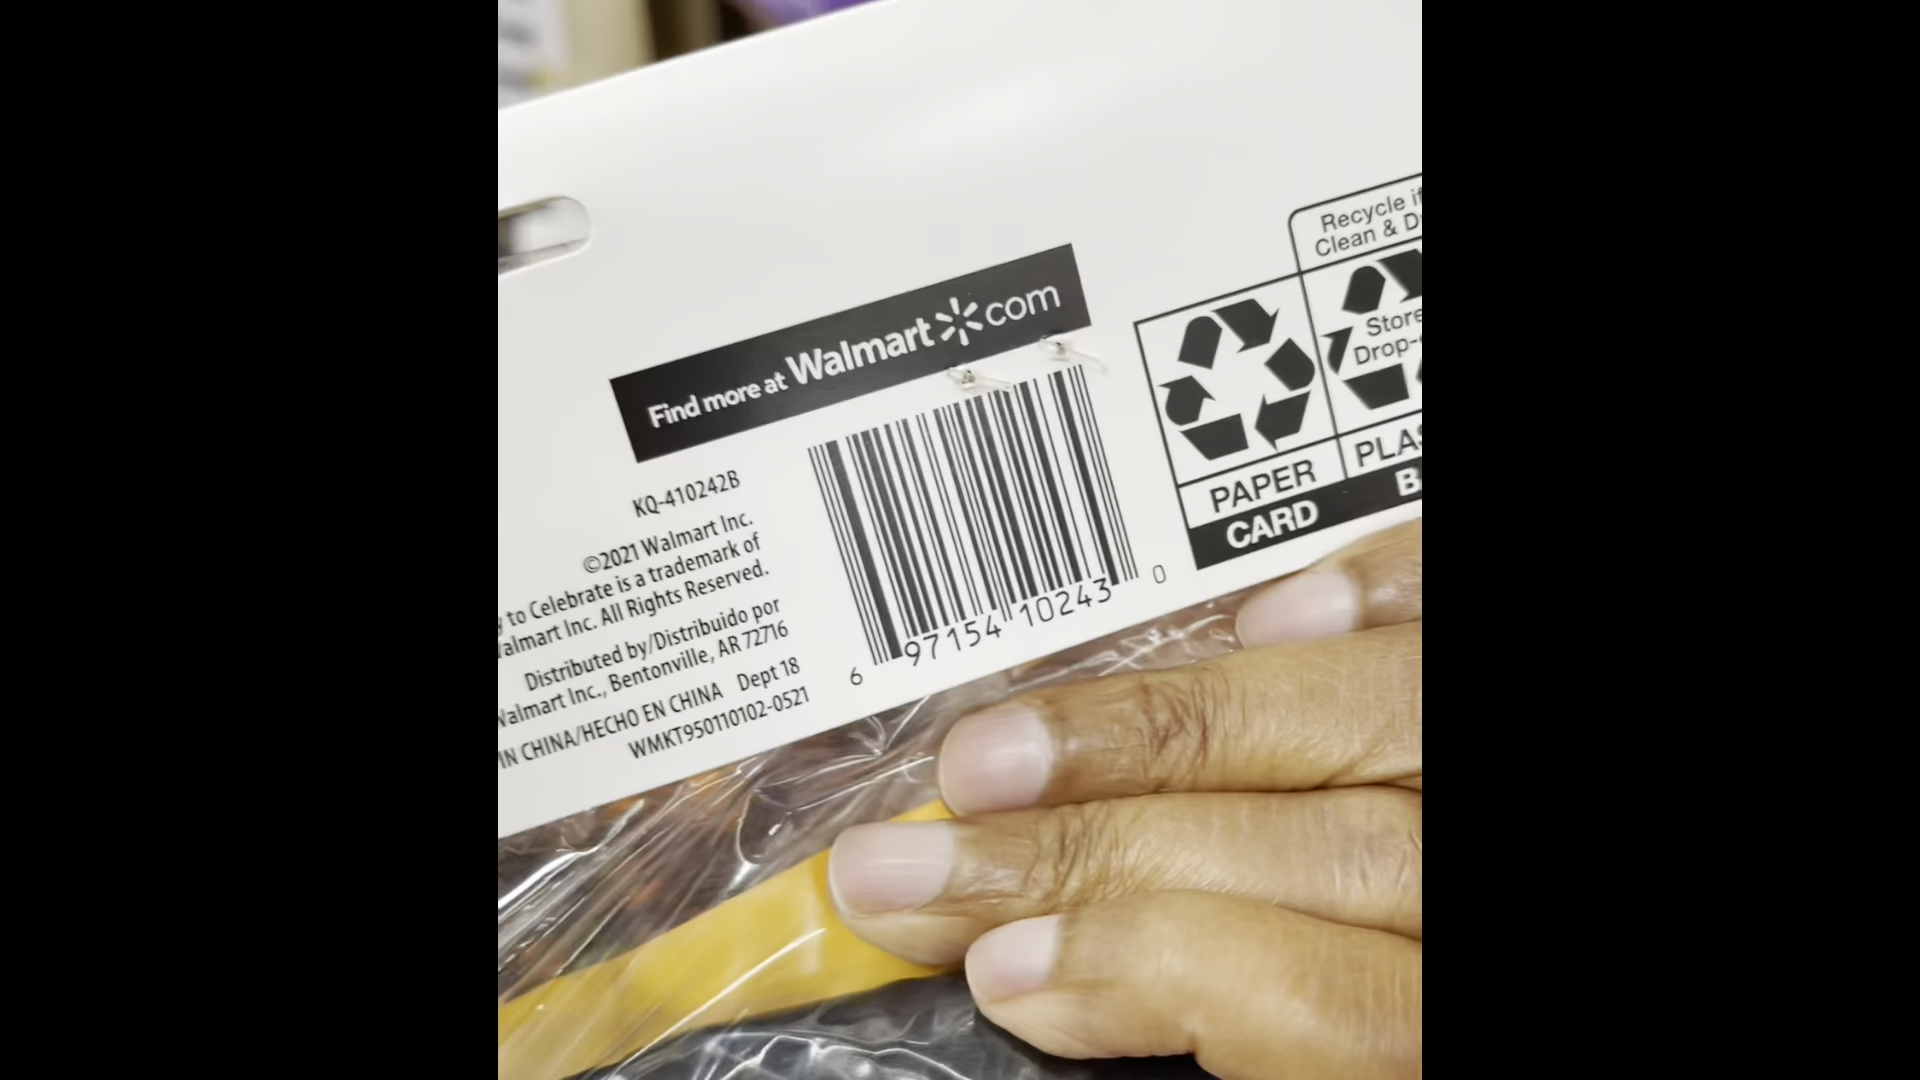 Find more at Walmart com
KQ-410242B
©2021 Walmart Inc.
to Celebrate is a trademark of
almart Inc. All Rights Reserved.
Distributed by/Distribuido por
Walmart Inc., Bentonville, AR 72716
IN CHINA/HECHO EN CHINA Dept 18
WMKT950110102-0521
6 97154 10243 0
Recycle if
Clean & D
Store
Drop-
PAPER
CARD
PLAS
B